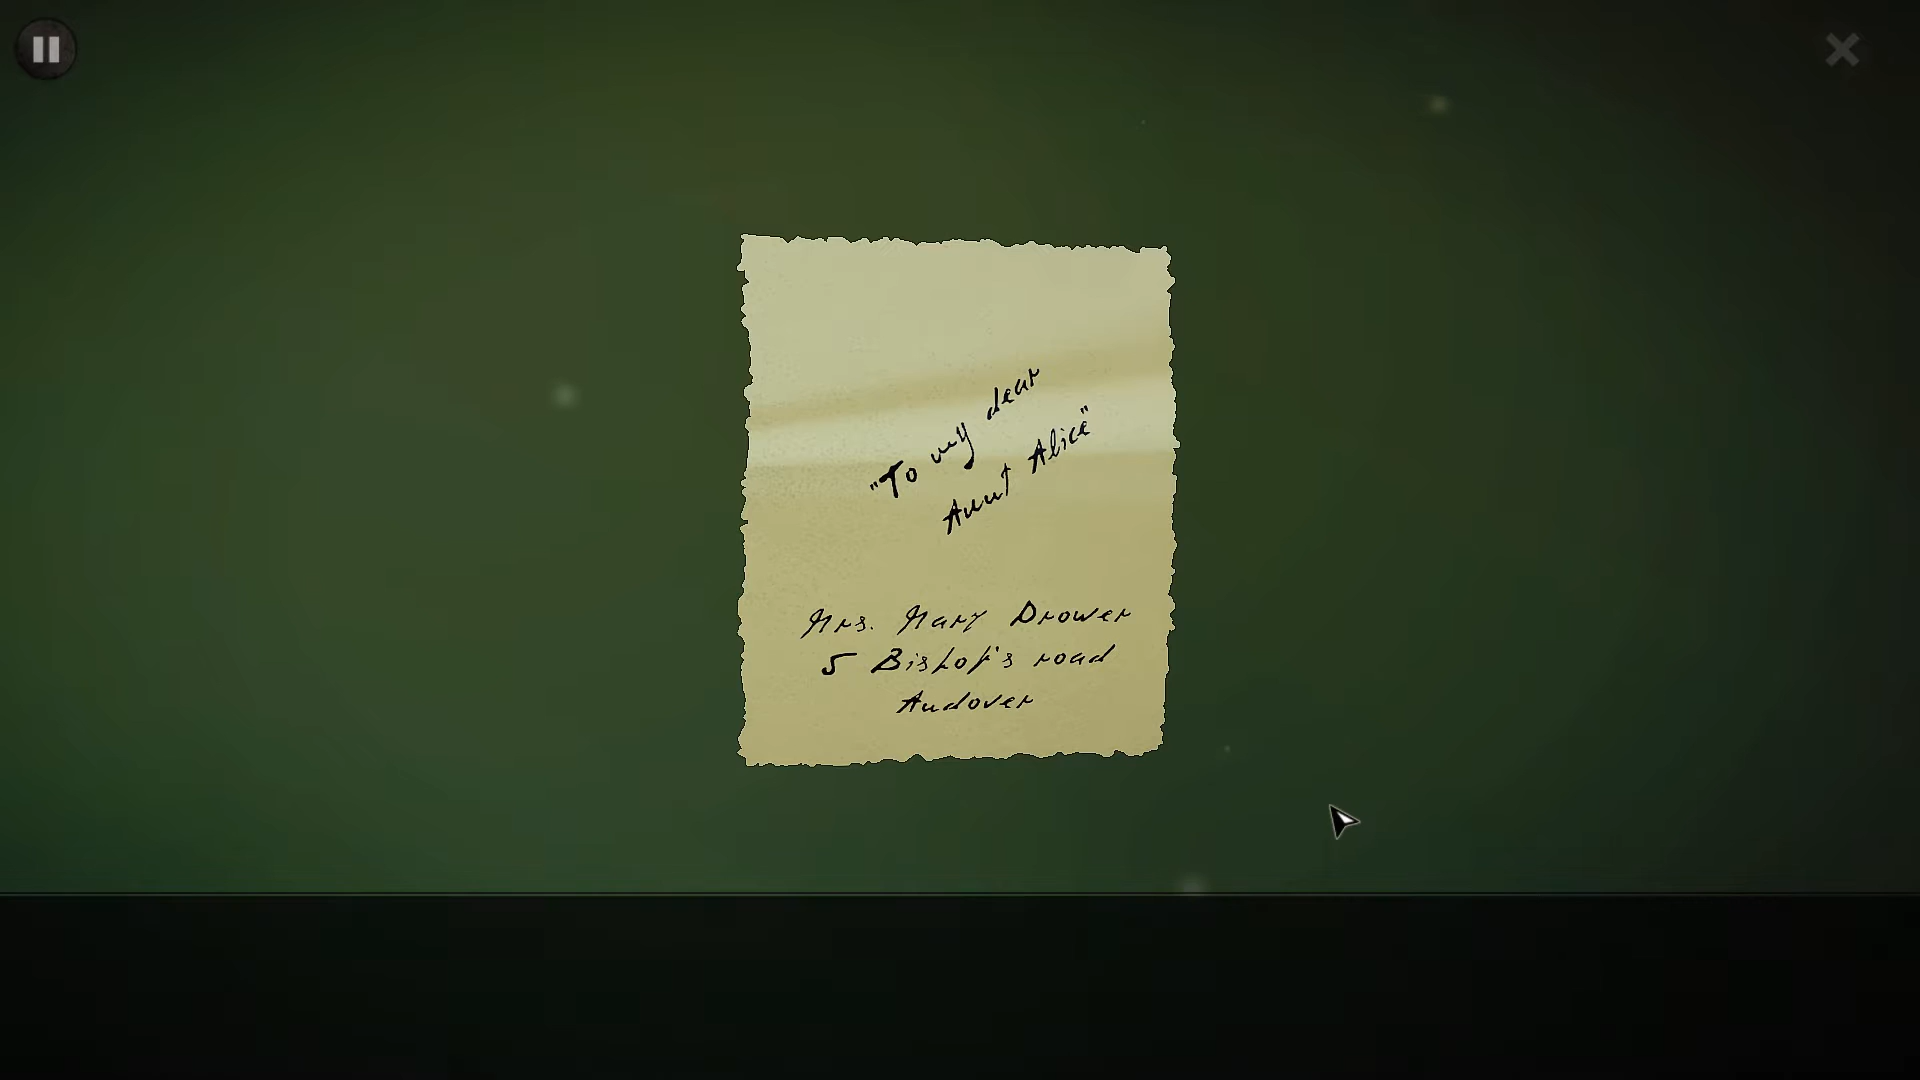 "To my dear
Aunt Alice"
Mrs. Mary Drower
5 Bishop's road
Andover